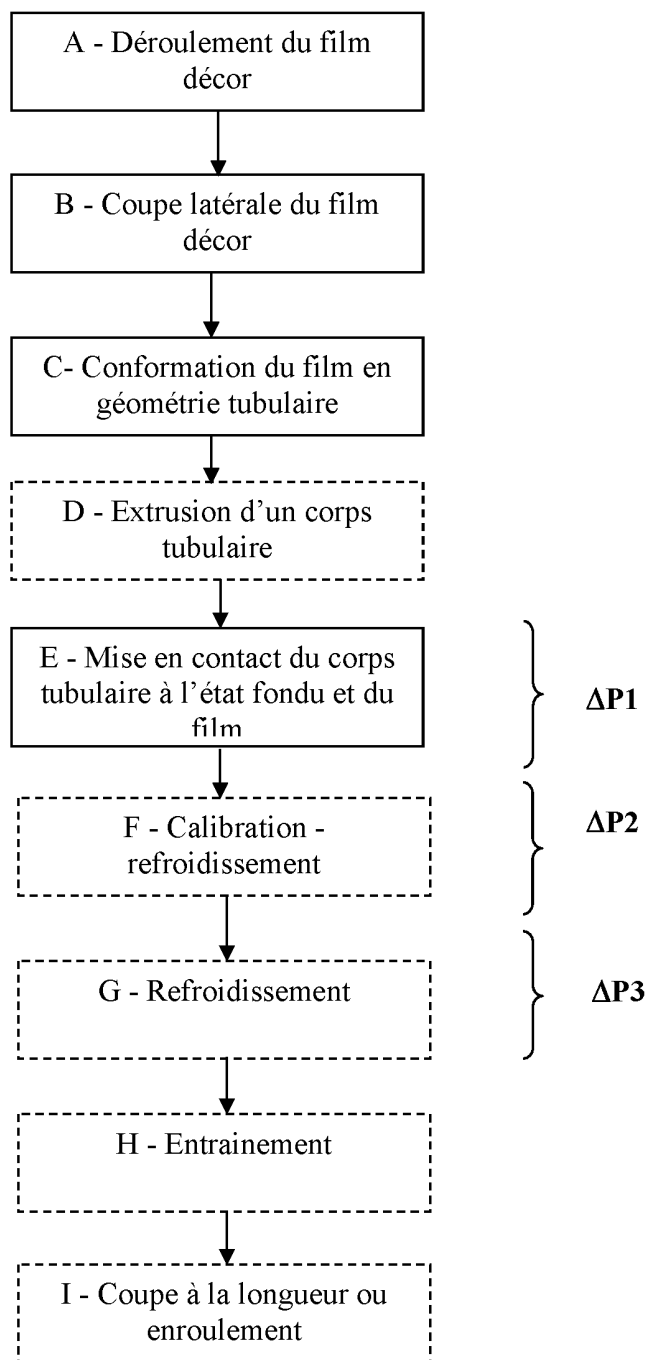 A - Déroulement du film
décor
B - Coupe latérale du film
décor
C- Conformation du film en
géométrie tubulaire
D - Extrusion d’un corps
tubulaire
E - Mise en contact du corps
tubulaire à l’état fondu et du
film
ΔP1
F - Calibration -
refroidissement
ΔP2
G - Refroidissement
ΔP3
H - Entrainement
I - Coupe à la longueur ou
enroulement